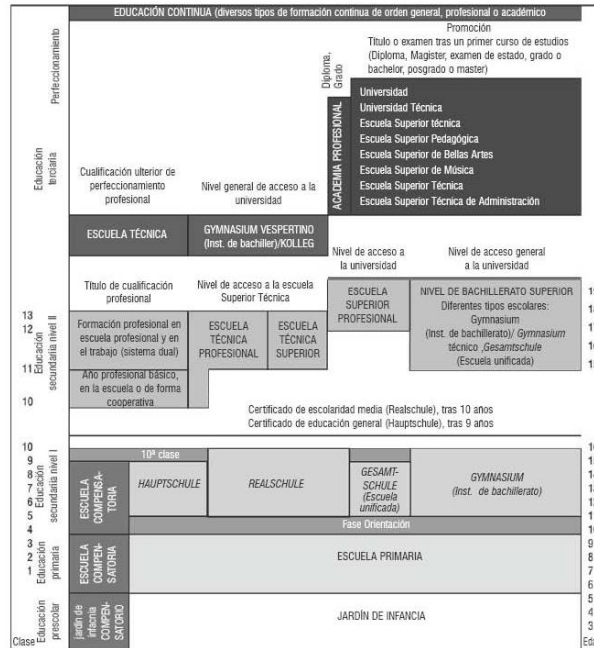 EDUCACIÓN CONTINUA (diversos tipos de formación continua de orden general, profesional o académico
Perfeccionamiento
Promoción
Título o examen tras un primer curso de estudios
(Diploma, Magister, examen de estado, grado o
bachelor, posgrado o master)
Diploma,
Grado
Educación
terciaria
ACADEMIA PROFESIONAL
Universidad
Universidad Técnica
Escuela Superior técnica
Escuela Superior Pedagógica
Escuela Superior de Bellas Artes
Escuela Superior de Música
Escuela Superior Técnica
Escuela Superior Técnica de Administración
Cualificación ulterior de
perfeccionamiento
profesional
Nivel general de acceso a la
universidad
ESCUELA TÉCNICA
GYMNASIUM VESPERTINO
(Inst. de bachiller)/KOLLEG
Nivel de acceso a
la universidad
Nivel de acceso general
a la universidad
Título de cualificación
profesional
Nivel de acceso a la escuela
Superior Técnica
ESCUELA
SUPERIOR
PROFESIONAL
NIVEL DE BACHILLERATO SUPERIOR
Diferentes tipos escolares:
Gymnasium
(Inst. de bachillerato)/ Gymnasium
técnico ,Gesamtschule
(Escuela unificada)
13
12
11
10
Educación
secundaria nivel II
Formación profesional en
escuela profesional y en
el trabajo (sistema dual)
Año profesional básico,
en la escuela o de forma
cooperativa
ESCUELA
TÉCNICA
PROFESIONAL
ESCUELA
TÉCNICA
SUPERIOR
Certificado de escolaridad media (Realschule), tras 10 años
Certificado de educación general (Hauptschule), tras 9 años
10
9
8
7
6
5
4
3
2
1
Educación
secundaria nivel I
ESCUELA
COMPENSA-
TORIA
10ª clase
HAUPTSCHULE
REALSCHULE
GESAMT-
SCHULE
(Escuela
unificada)
GYMNASIUM
(Inst. de bachillerato)
Fase Orientación
Educación
primaria
ESCUELA
COMPEN-
SATORIA
ESCUELA PRIMARIA
9
8
7
6
5
4
3
Educación
prescolar
jardín de
infacnia
COMPEN-
SATORIO
JARDÍN DE INFANCIA
Clase